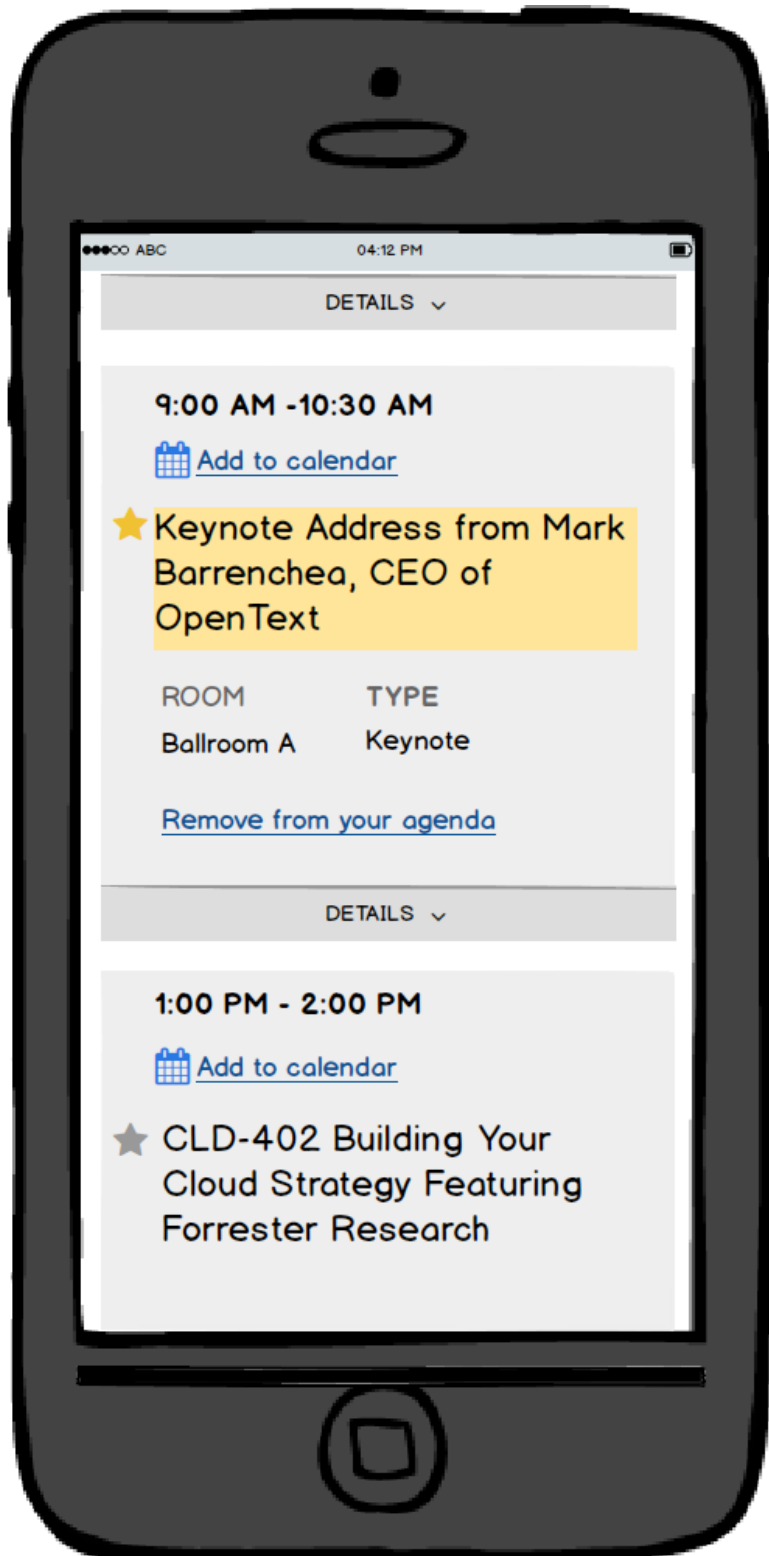 ABC 04:12 PM
DETAILS
9:00 AM -10:30 AM
Add to calendar
Keynote Address from Mark
Barrenchea, CEO of
OpenText
ROOM TYPE
Ballroom A Keynote
Remove from your agenda
DETAILS
1:00 PM - 2:00 PM
Add to calendar
CLD-402 Building Your
Cloud Strategy Featuring
Forrester Research